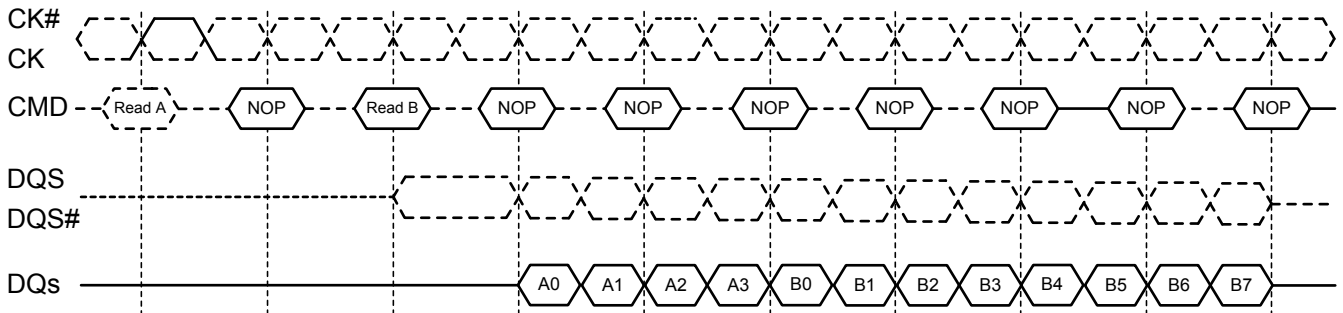 CK#
CK
CMD Read A NOP Read B NOP NOP NOP NOP NOP NOP NOP
DQS
DQS#
DQs A0 A1 A2 A3 B0 B1 B2 B3 B4 B5 B6 B7